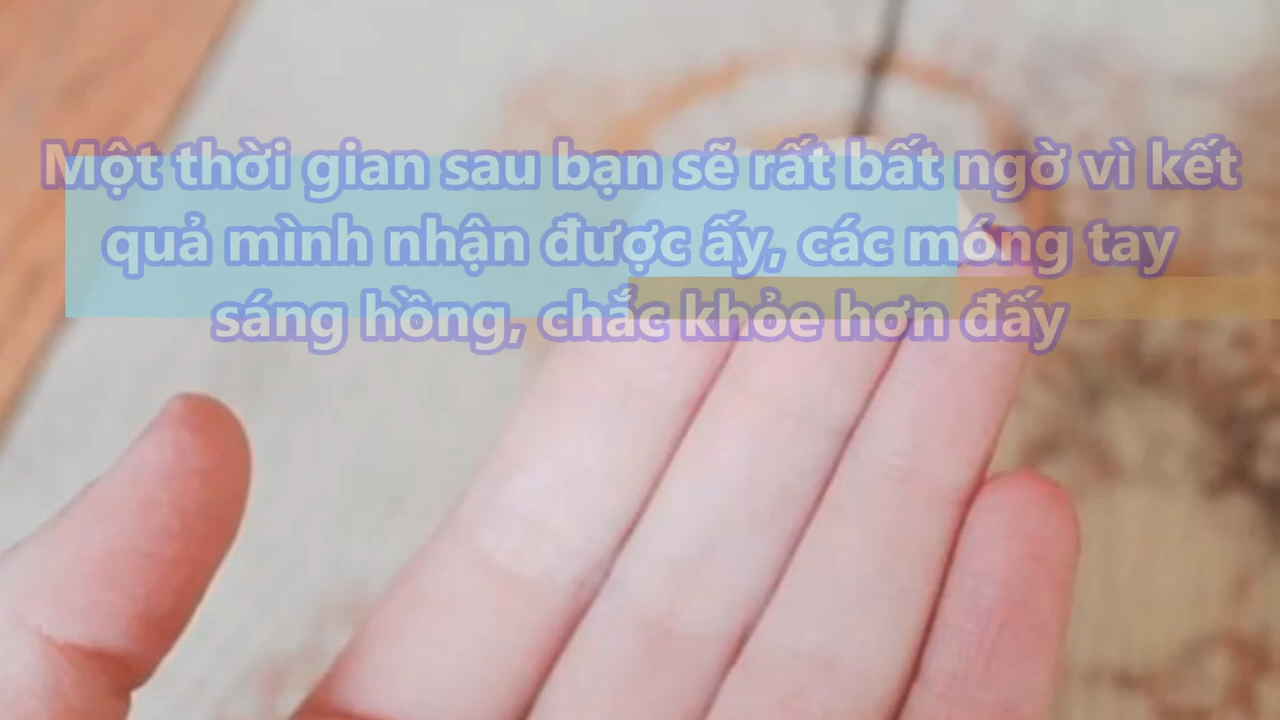 Một thời gian sau bạn sẽ rất bất ngờ vì kết
quả mình nhận được ấy, các móng tay
sáng hồng, chắc khỏe hơn đấy